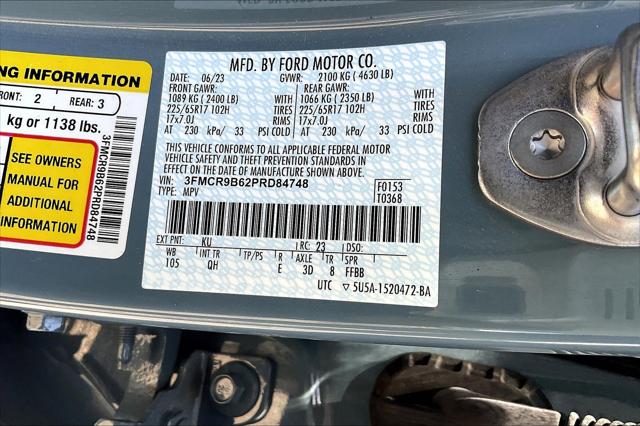 NG INFORMATION
FRONT: 2 REAR: 3
kg or 1138 lbs.
SEE OWNERS
MANUAL FOR
ADDITIONAL
INFORMATION
3FMCR9B62PRD84748
MFD. BY FORD MOTOR CO.
DATE: 06/23 GVWR: 2100 KG ( 4630 LB)
FRONT GAWR: REAR GAWR:
1089 KG ( 2400 LB) WITH 1066 KG ( 2350 LB) WITH
225/65R17 102H TIRES 225/65R17 102H TIRES
17x7.0J RIMS 17x7.0J RIMS
AT 230 kPa/ 33 PSI COLD AT 230 kPa/ 33 PSI COLD
THIS VEHICLE CONFORMS TO ALL APPLICABLE FEDERAL MOTOR
VEHICLE SAFETY AND THEFT PREVENTION STANDARDS IN
EFFECT ON THE DATE OF MANUFACTURE SHOWN ABOVE.
VIN: 3FMCR9B62PRD84748 F0153
TYPE: MPV T0368
EXT PNT: KU RC: 23 DSO:
WB INT TR TP/PS R AXLE TR SPR
105 QH E 3D 8 FFBB
UTC ▽ 5U5A-1520472-BA